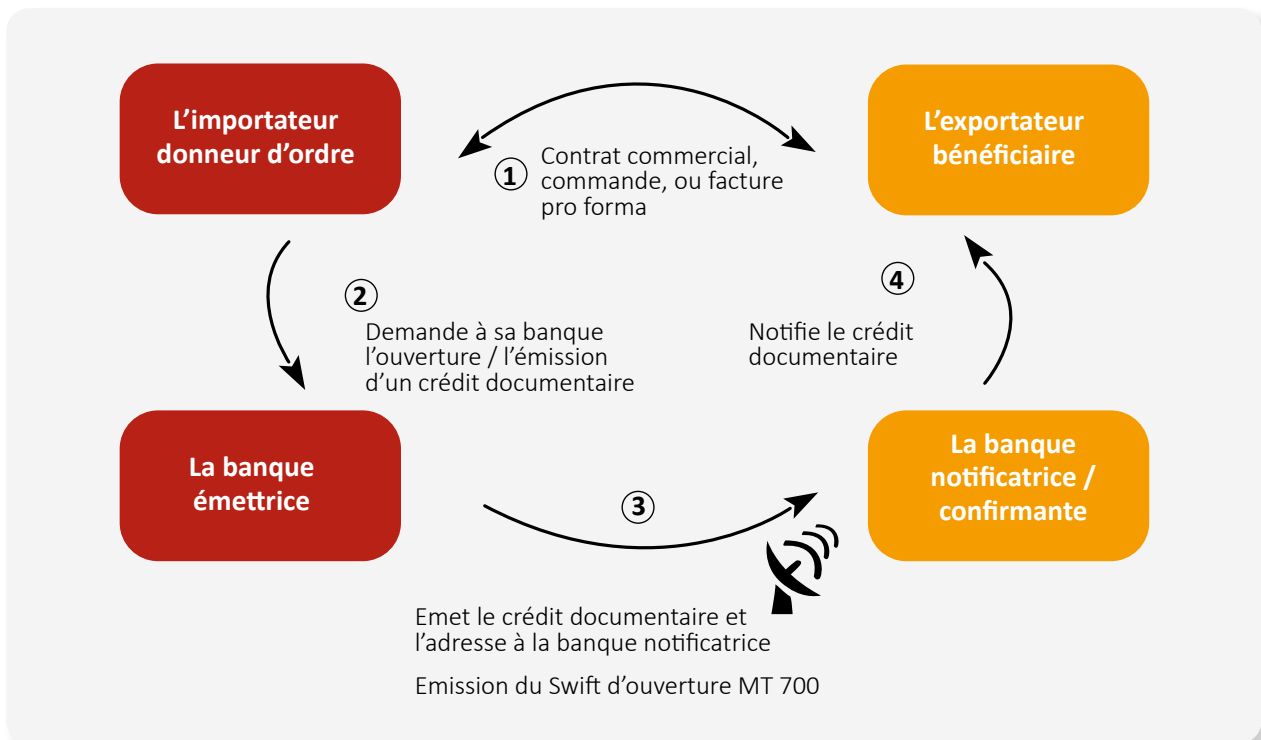 L’importateur
donneur d’ordre
L’exportateur
bénéficiaire
① Contrat commercial,
commande, ou facture
pro forma
②
Demande à sa banque
l’ouverture / l’émission
d’un crédit documentaire
④
Notifie le crédit
documentaire
La banque
émettrice
La banque
notificatrice /
confirmante
③
Emet le crédit documentaire et
l’adresse à la banque notificatrice
Emission du Swift d’ouverture MT 700